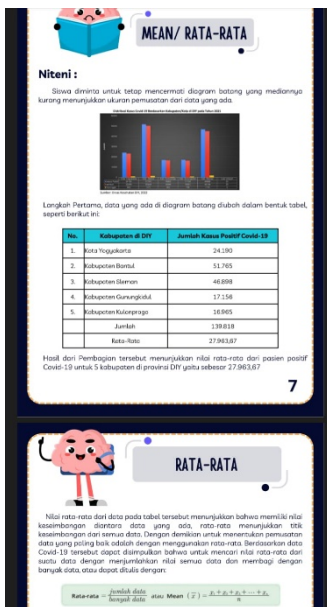 MEAN/ RATA-RATA
Niteni :
Siswa diminta untuk tetap mencermati diagram batang yang mediannya
kurang menunjukkan ukuran pemusatan dari data yang ada.
Langkah Pertama, data yang ada di diagram batang diubah dalam bentuk tabel,
seperti berikut ini:
No. Kabupaten di DIY Jumlah Kasus Positif Covid-19
1. Kota Yogyakarta 24.190
2. Kabupaten Bantul 51.765
3. Kabupaten Sleman 46.898
4. Kabupaten Gunungkidul 17.156
5. Kabupaten Kulonprogo 16.965
Jumlah 139.818
Rata-Rata 27.963,67
Hasil dari Pembagian tersebut menunjukkan nilai rata-rata dari pasien positif
Covid-19 untuk 5 kabupaten di provinsi DIY yaitu sebesar 27.963,67
7
RATA-RATA
Nilai rata-rata dari data pada tabel tersebut menunjukkan bahwa memiliki nilai
keseimbangan diantara data yang ada, rata-rata menunjukkan titik
keseimbangan dari semua data. Dengan demikian untuk menentukan pemusatan
data yang paling baik adalah dengan menggunakan rata-rata. Berdasarkan data
Covid-19 tersebut dapat disimpulkan bahwa untuk mencari nilai rata-rata dari
suatu data dengan menjumlahkan nilai semua data dan membagi dengan
banyak data, atau dapat ditulis dengan:
Rata-rata = jumlah data / banyak data atau Mean